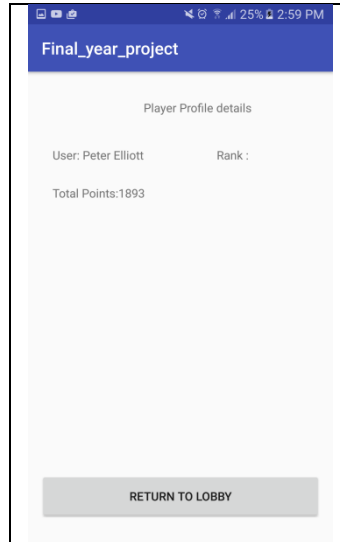 25% 2:59 PM
Final_year_project
Player Profile details
User: Peter Elliott Rank :
Total Points:1893
RETURN TO LOBBY